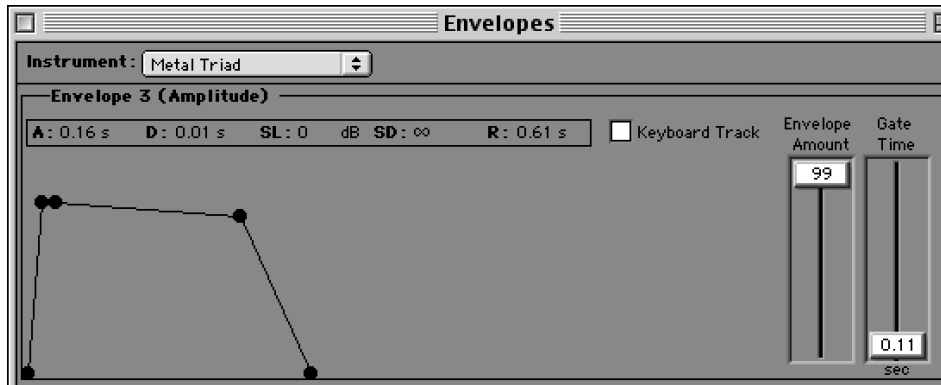 Envelopes
Instrument: Metal Triad
Envelope 3 (Amplitude)
A: 0.16 s D: 0.01 s SL: 0 dB SD: ∞ R: 0.61 s
Keyboard Track
Envelope Amount
Gate Time
99
0.11
sec